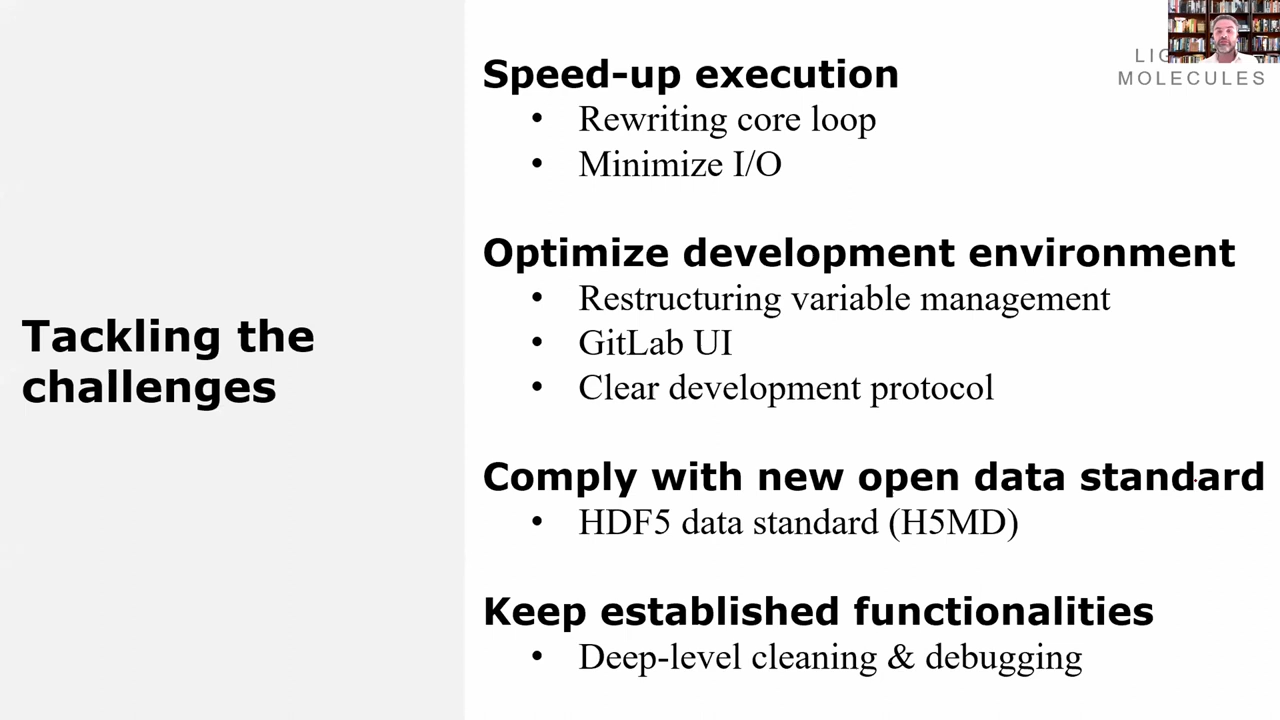 LIG
MOLECULES
Speed-up execution
• Rewriting core loop
• Minimize I/O
Optimize development environment
• Restructuring variable management
• GitLab UI
• Clear development protocol
Tackling the
challenges
Comply with new open data standard
• HDF5 data standard (H5MD)
Keep established functionalities
• Deep-level cleaning & debugging